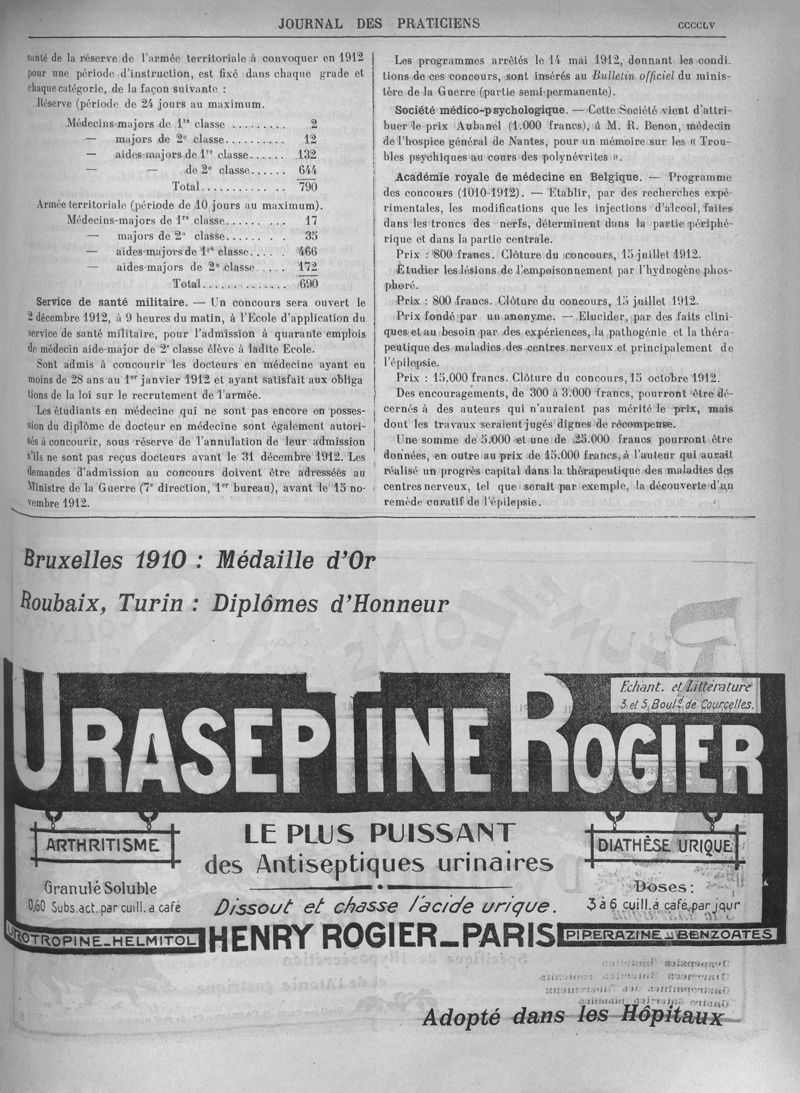 JOURNAL DES PRATICIENS
CCCCLV
santé de la réserve de l'armée territoriale à convoquer en 1912
pour une période d'instruction, est fixé dans chaque grade et
chaque catégorie, de la façon suivante :
Réserve (période de 24 jours au maximum.
Médecins-majors de 1re classe .......... 2
— majors de 2e classe.......... 12
— aides-majors de 1re classe...... 132
— — de 2e classe...... 644
Total............ 790
Armée territoriale (période de 10 jours au maximum).
Médecins-majors de 1re classe.......... 17
— majors de 2e classe........ 35
— aides-majors de 1re classe..... 466
— aides-majors de 2e classe..... 172
Total............. 690
Service de santé militaire. — Un concours sera ouvert le
2 décembre 1912, à 9 heures du matin, à l'Ecole d'application du
service de santé militaire, pour l'admission à quarante emplois
de médecin aide-major de 2e classe élève à ladite Ecole.
Sont admis à concourir les docteurs en médecine ayant eu
moins de 28 ans au 1er janvier 1912 et ayant satisfait aux obliga
tions de la loi sur le recrutement de l'armée.
Les étudiants en médecine qui ne sont pas encore en posses-
sion du diplôme de docteur en médecine sont également autori-
sés à concourir, sous réserve de l'annulation de leur admission
s'ils ne sont pas reçus docteurs avant le 31 décembre 1912. Les
demandes d'admission au concours doivent être adressées au
Ministre de la Guerre (7e direction, 1er bureau), avant le 15 no-
vembre 1912.
Les programmes arrêtés le 14 mai 1912, donnant les condi-
tions de ces concours, sont insérés au Bulletin officiel du minis-
tère de la Guerre (partie semi-permanente).
Société médico-psychologique. — Cette Société vient d'attri-
buer le prix Aubanel (1.000 francs), à M. R. Benon, médecin
de l'hospice général de Nantes, pour un mémoire sur les « Trou-
bles psychiques au cours des polynévrites ».
Académie royale de médecine en Belgique. — Programme
des concours (1010-1912). — Etablir, par des recherches expé-
rimentales, les modifications que les injections d'alcool, faites
dans les troncs des nerfs, déterminent dans la partie périphé-
rique et dans la partie centrale.
Prix : 800 francs. Clôture du concours, 15 juillet 1912.
Étudier les lésions de l'empoisonnement par l'hydrogène phos-
phoré.
Prix : 800 francs. Clôture du concours, 15 juillet 1912.
Prix fondé par un anonyme. — Elucider, par des faits clini-
ques et au besoin par des expériences, la pathogénie et la théra-
peutique des maladies des centres nerveux et principalement de
l'épilepsie.
Prix : 15.000 francs. Clôture du concours, 15 octobre 1912.
Des encouragements, de 300 à 3.000 francs, pourront être dé-
cernés à des auteurs qui n'auraient pas mérité le prix, mais
dont les travaux seraient jugés dignes de récompense.
Une somme de 5.000 et une de 25.000 francs pourront être
données, en outre au prix de 15.000 francs, à l'auteur qui aurait
réalisé un progrès capital dans la thérapeutique des maladies des
centres nerveux, tel que serait par exemple, la découverte d'un
remède curatif de l'épilepsie.
Bruxelles 1910 : Médaille d'Or
Roubaix, Turin : Diplômes d'Honneur
Echant. et Littérature
3 et 5, Boul.d de Courcelles.
URASEPTINE ROGIER
ARTHRITISME
LE PLUS PUISSANT
des Antiseptiques urinaires
DIATHÈSE URIQUE
Granulé Soluble
0,60 Subs. act. par cuill. a café
Dissout et chasse l'acide urique.
Doses :
3 à 6 cuill. à café, par jour
UROTROPINE_HELMITOL
HENRY ROGIER_PARIS
PIPERAZINE_BENZOATES
Adopté dans les Hôpitaux